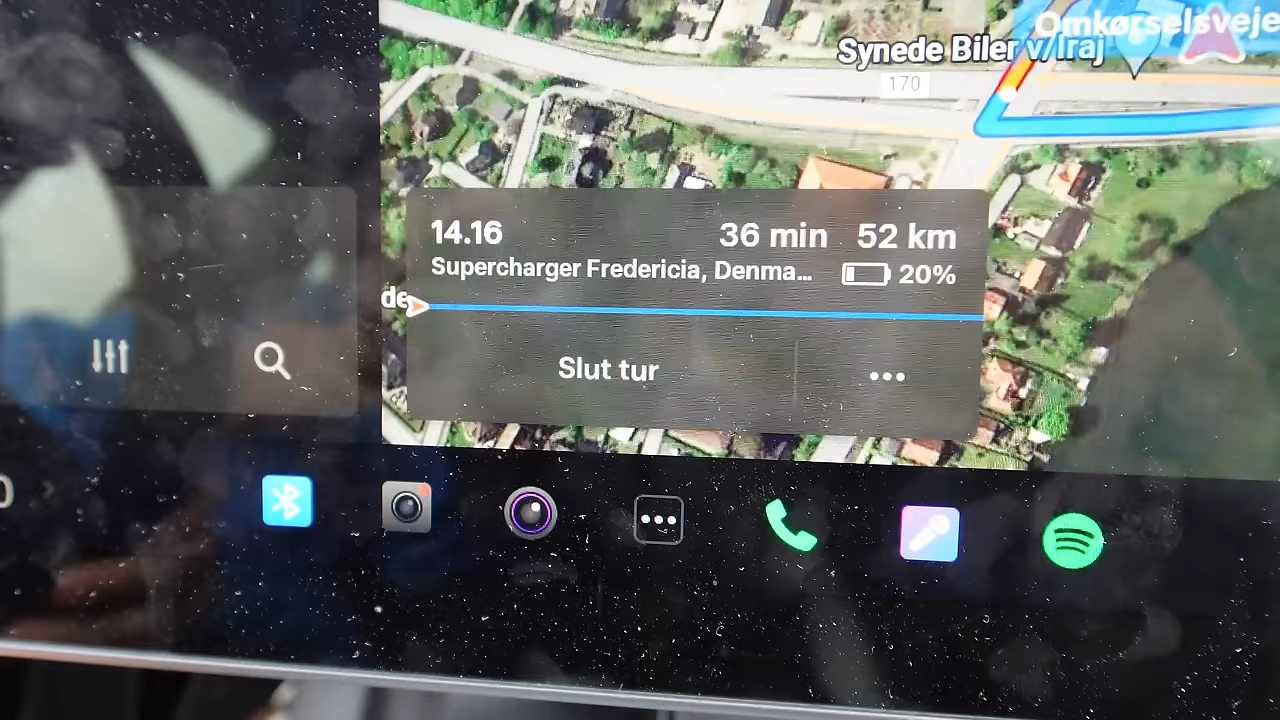 Omkørselsveje
Synede Biler v/Iraj
170
14.16
36 min 52 km
Supercharger Fredericia, Denma...
20%
de
Slut tur